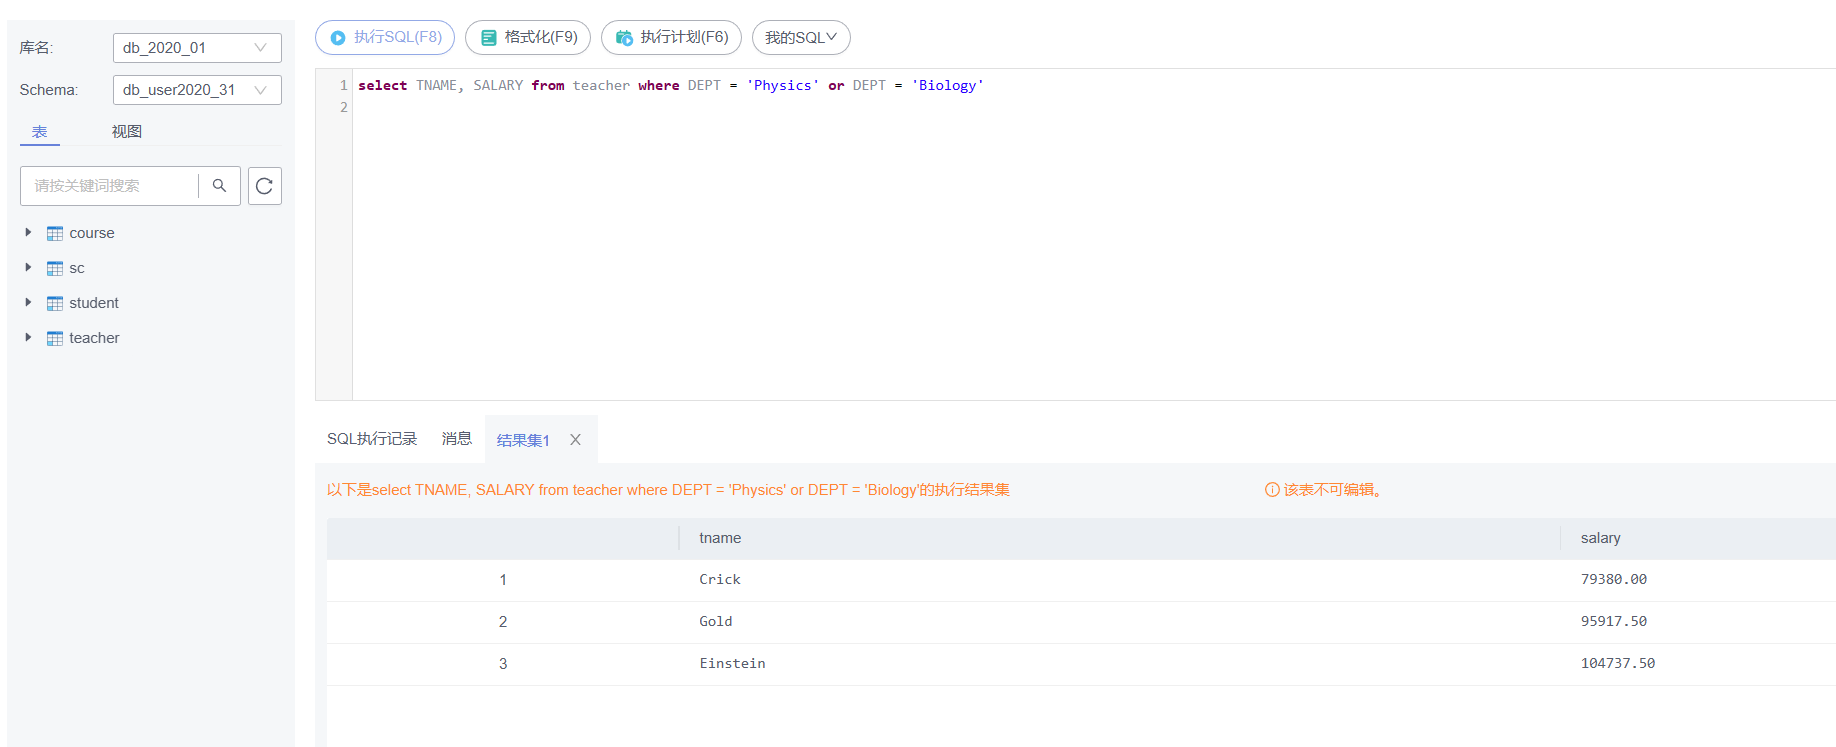 库名:
db_2020_01
Schema:
db_user2020_31
表
视图
请按关键词搜索
course
sc
student
teacher
执行SQL(F8)
格式化(F9)
执行计划(F6)
我的SQL
1 select TNAME, SALARY from teacher where DEPT = 'Physics' or DEPT = 'Biology'
2
SQL执行记录
消息
结果集1
以下是select TNAME, SALARY from teacher where DEPT = 'Physics' or DEPT = 'Biology'的执行结果集
该表不可编辑。
tname salary
1 Crick 79380.00
2 Gold 95917.50
3 Einstein 104737.50